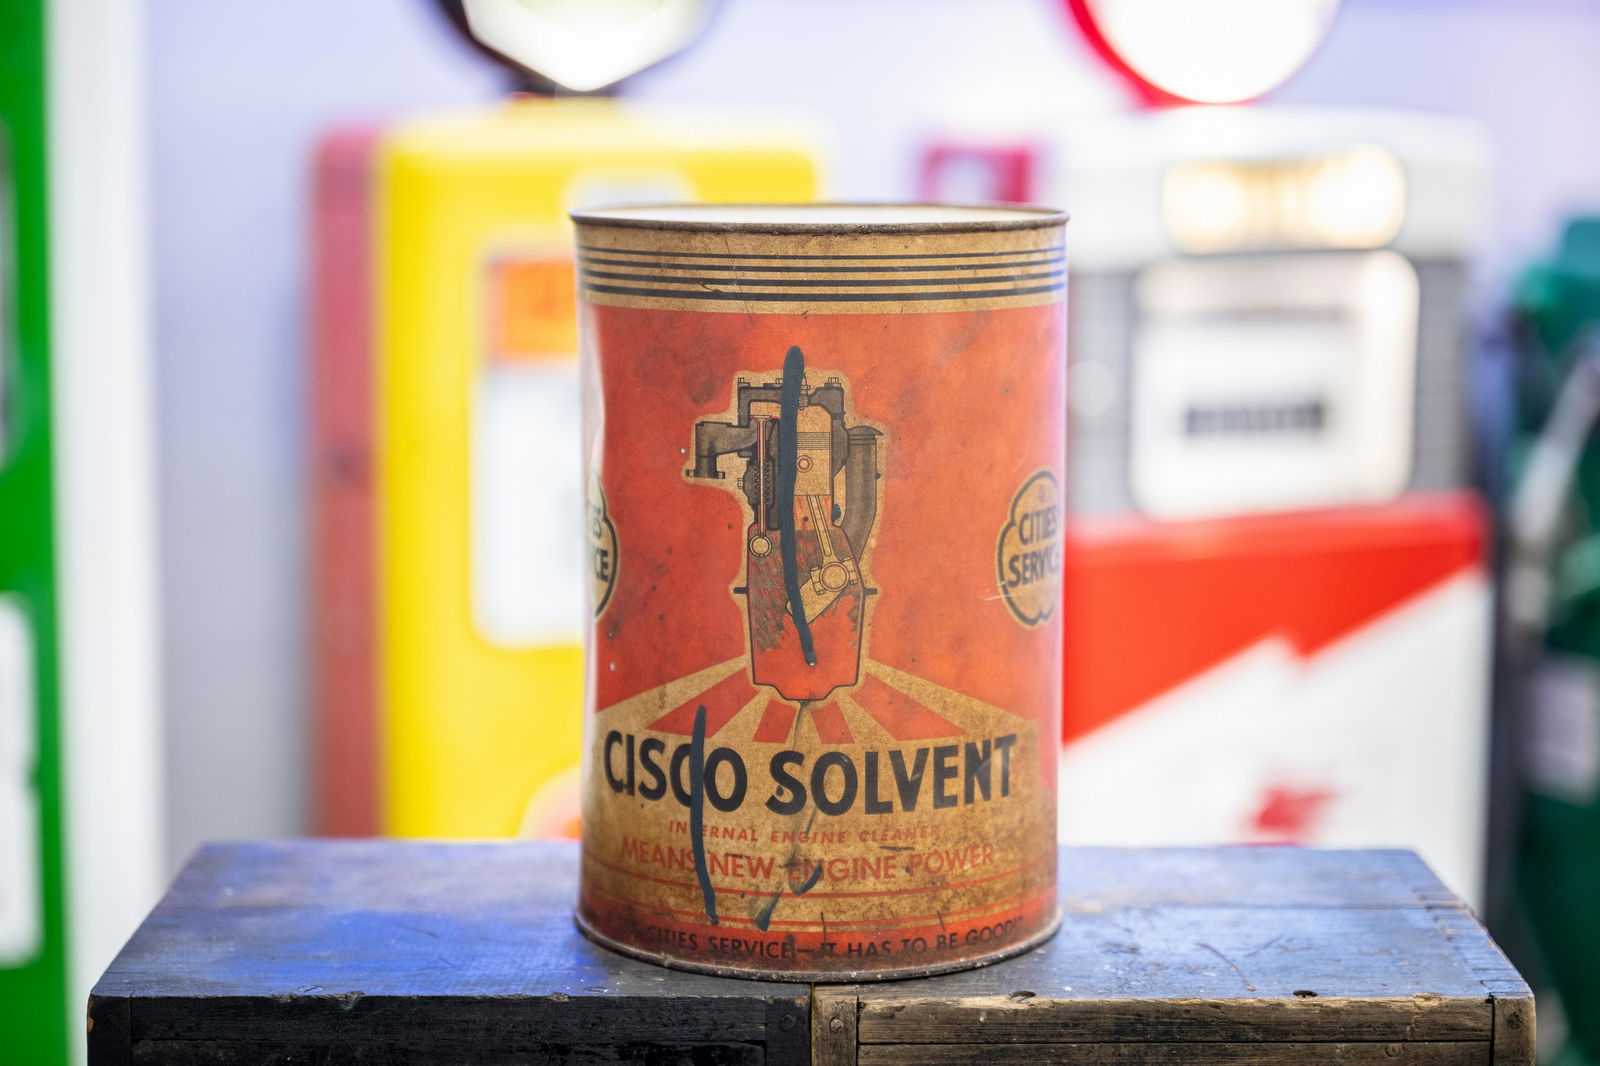 CITIES
SERVICE
CISCO SOLVENT
INTERNAL ENGINE CLEANER
MEANS NEW ENGINE POWER
CITIES SERVICE—IT HAS TO BE GOOD!"